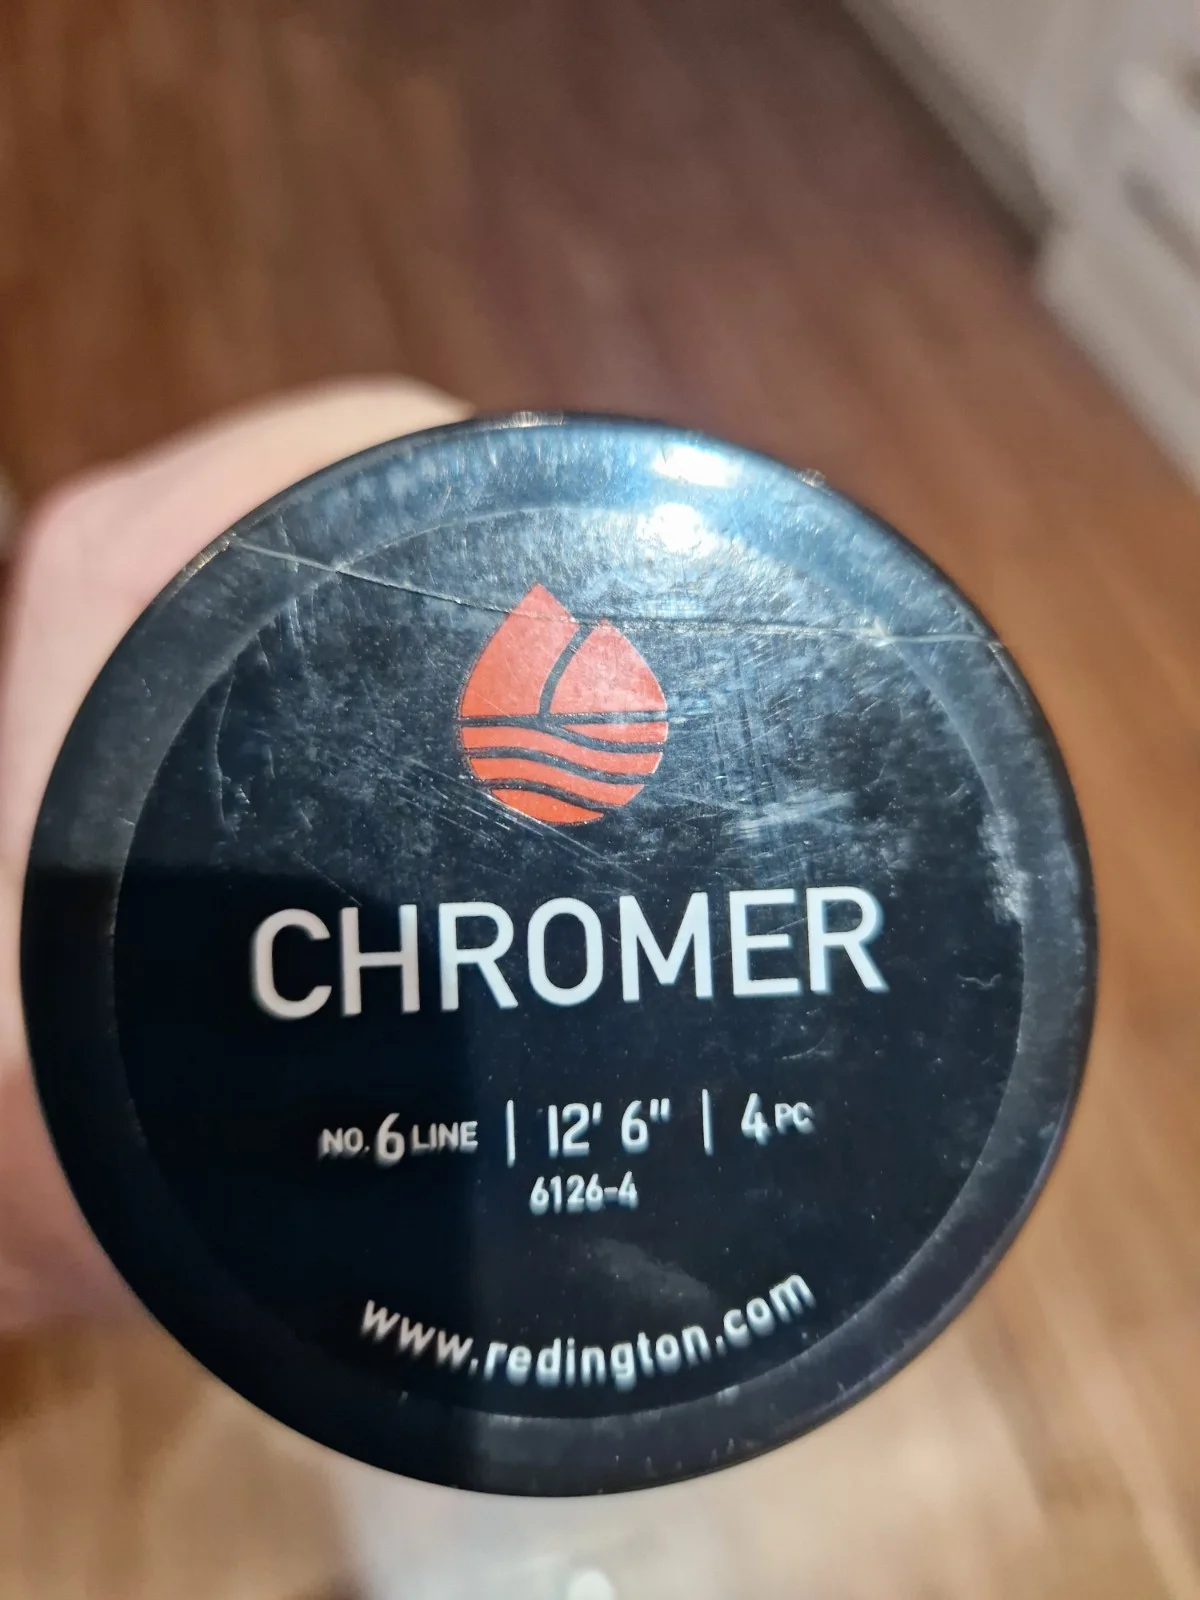 CHROMER
NO. 6 LINE | 12' 6" | 4 PC
6126-4
www.redington.com